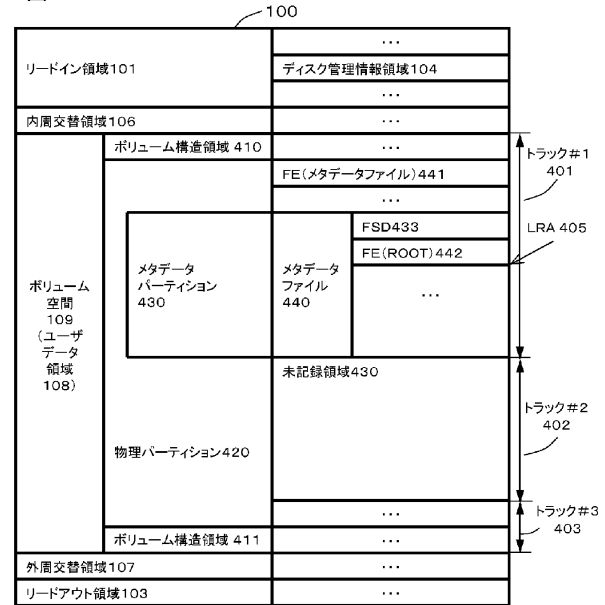 100
...
リードイン領域101
ディスク管理情報領域104
...
内周交替領域106
...
ボリューム構造領域 410
...
トラック#1
401
FE(メタデータファイル)441
...
FSD433
LRA 405
FE(ROOT)442
メタデータ
パーティション
430
メタデータ
ファイル
440
...
ボリューム
空間
109
(ユーザ
データ
領域
108)
未記録領域430
トラック#2
402
物理パーティション420
...
トラック#3
403
ボリューム構造領域 411
...
外周交替領域107
...
リードアウト領域103
...